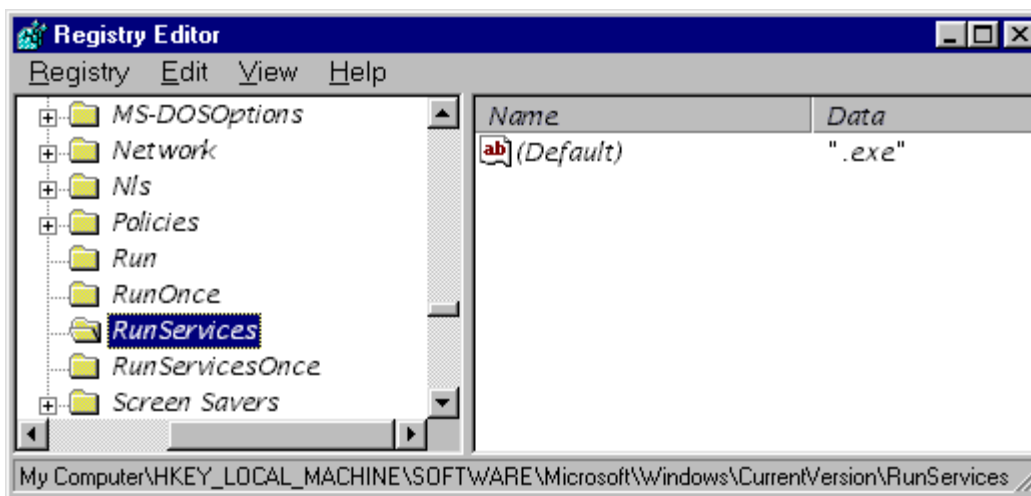 Registry Editor
Registry Edit View Help
MS-DOSOptions
Network
Nls
Policies
Run
RunOnce
RunServices
RunServicesOnce
Screen Savers
Name Data
ab (Default) ".exe"
My Computer\HKEY_LOCAL_MACHINE\SOFTWARE\Microsoft\Windows\CurrentVersion\RunServices